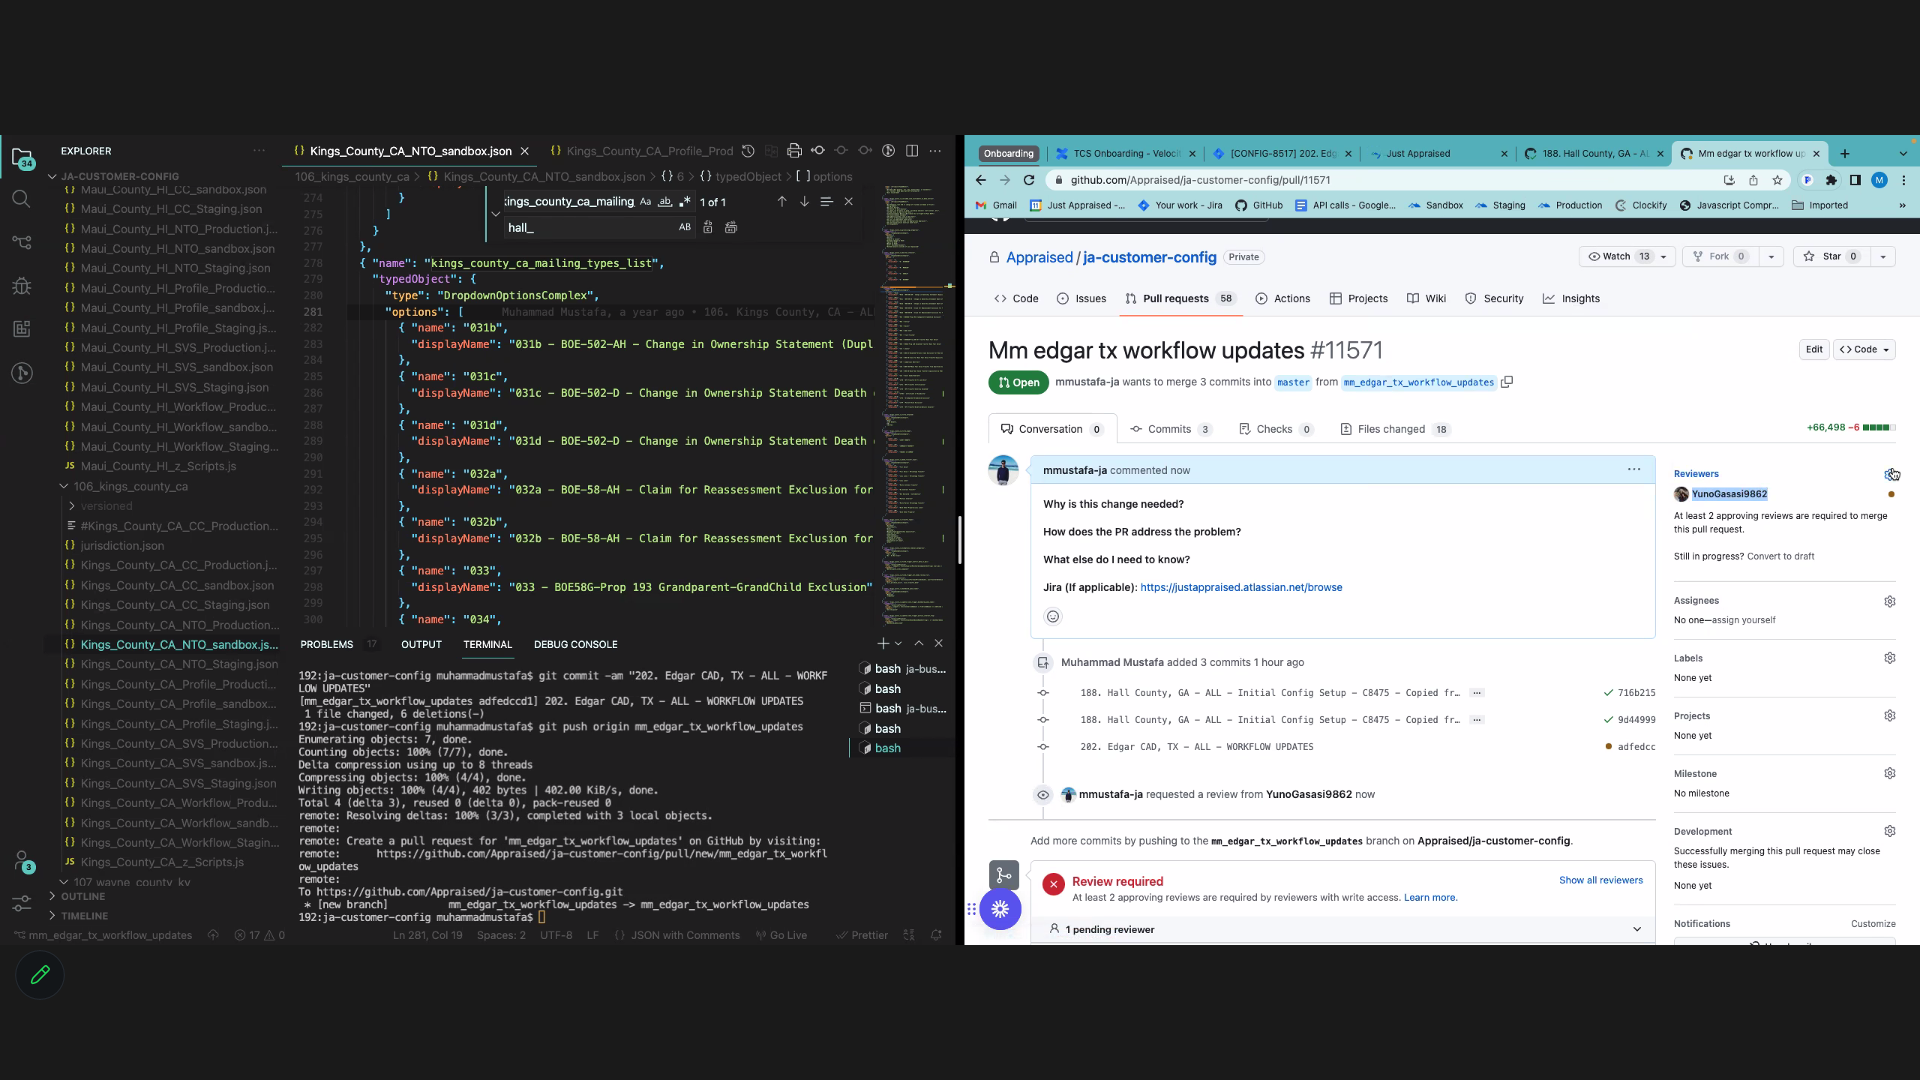 34
3
EXPLORER
JA-CUSTOMER-CONFIG
Maui_County_HI_CC_sandbox.json
Maui_County_HI_CC_Staging.json
Maui_County_HI_NTO_Production.j...
Maui_County_HI_NTO_sandbox.json
Maui_County_HI_NTO_Staging.json
Maui_County_HI_Profile_Productio...
Maui_County_HI_Profile_sandbox.j...
Maui_County_HI_Profile_Staging.js...
Maui_County_HI_SVS_Production.j...
Maui_County_HI_SVS_sandbox.json
Maui_County_HI_SVS_Staging.json
Maui_County_HI_Workflow_Produc...
Maui_County_HI_Workflow_sandbo...
Maui_County_HI_Workflow_Staging...
JS Maui_County_HI_z_Scripts.js
106_kings_county_ca
versioned
#Kings_County_CA_CC_Production...
jurisdiction.json
Kings_County_CA_CC_Production.j...
Kings_County_CA_CC_sandbox.json
Kings_County_CA_CC_Staging.json
Kings_County_CA_NTO_Production...
Kings_County_CA_NTO_sandbox.js...
Kings_County_CA_NTO_Staging.json
Kings_County_CA_Profile_Producti...
Kings_County_CA_Profile_sandbox...
Kings_County_CA_Profile_Staging.j...
Kings_County_CA_SVS_Production...
Kings_County_CA_SVS_sandbox.js...
Kings_County_CA_SVS_Staging.json
Kings_County_CA_Workflow_Produ...
Kings_County_CA_Workflow_sandb...
Kings_County_CA_Workflow_Stagin...
JS Kings_County_CA_z_Scripts.js
107 wayne_county_ky
OUTLINE
TIMELINE
{} Kings_County_CA_NTO_sandbox.json
{} Kings_County_CA_Profile_Prod
106_kings_county_ca > {} Kings_County_CA_NTO_sandbox.json > {} 6 > {} typedObject > [ ] options
kings_county_ca_mailing Aa ab .* 1 of 1
hall_ AB
274 }
275 ]
276 }
277 },
278 { "name": "kings_county_ca_mailing_types_list",
279 "typedObject": {
280 "type": "DropdownOptionsComplex",
281 "options": [ Muhammad Mustafa, a year ago • 106. Kings County, CA – AL
282 { "name": "031b",
283 "displayName": "031b – BOE-502-AH – Change in Ownership Statement (Dupl
284 },
285 { "name": "031c",
286 "displayName": "031c – BOE-502-D – Change in Ownership Statement Death
287 },
288 { "name": "031d",
289 "displayName": "031d – BOE-502-D – Change in Ownership Statement Death
290 },
291 { "name": "032a",
292 "displayName": "032a – BOE-58-AH – Claim for Reassessment Exclusion for
293 },
294 { "name": "032b",
295 "displayName": "032b – BOE-58-AH – Claim for Reassessment Exclusion for
296 },
297 { "name": "033",
298 "displayName": "033 – BOE58G-Prop 193 Grandparent-GrandChild Exclusion"
299 },
300 { "name": "034",
PROBLEMS 17 OUTPUT TERMINAL DEBUG CONSOLE
192:ja-customer-config muhammadmustafa$ git commit -am "202. Edgar CAD, TX - ALL - WORKF
LOW UPDATES"
[mm_edgar_tx_workflow_updates adfedccd1] 202. Edgar CAD, TX – ALL – WORKFLOW UPDATES
1 file changed, 6 deletions(-)
192:ja-customer-config muhammadmustafa$ git push origin mm_edgar_tx_workflow_updates
Enumerating objects: 7, done.
Counting objects: 100% (7/7), done.
Delta compression using up to 8 threads
Compressing objects: 100% (4/4), done.
Writing objects: 100% (4/4), 402 bytes | 402.00 KiB/s, done.
Total 4 (delta 3), reused 0 (delta 0), pack-reused 0
remote: Resolving deltas: 100% (3/3), completed with 3 local objects.
remote:
remote: Create a pull request for 'mm_edgar_tx_workflow_updates' on GitHub by visiting:
remote: https://github.com/Appraised/ja-customer-config/pull/new/mm_edgar_tx_workfl
ow_updates
remote:
To https://github.com/Appraised/ja-customer-config.git
* [new branch] mm_edgar_tx_workflow_updates -> mm_edgar_tx_workflow_updates
192:ja-customer-config muhammadmustafa$
bash ja-bus...
bash
bash ja-bus...
bash
bash
mm_edgar_tx_workflow_updates 17 0 Ln 281, Col 19 Spaces: 2 UTF-8 LF {} JSON with Comments Go Live Prettier
Onboarding TCS Onboarding - Veloci [CONFIG-8517] 202. Edg Just Appraised 188. Hall County, GA - AL Mm edgar tx workflow up
github.com/Appraised/ja-customer-config/pull/11571
Gmail Just Appraised -... Your work - Jira GitHub API calls - Google... Sandbox Staging Production Clockify Javascript Compr... Imported
Appraised / ja-customer-config Private
Watch 13 Fork 0 Star 0
Code Issues Pull requests 58 Actions Projects Wiki Security Insights
Mm edgar tx workflow updates #11571
Edit <> Code
Open mmustafa-ja wants to merge 3 commits into master from mm_edgar_tx_workflow_updates
Conversation 0 Commits 3 Checks 0 Files changed 18
+66,498 −6
mmustafa-ja commented now
Why is this change needed?
How does the PR address the problem?
What else do I need to know?
Jira (If applicable): https://justappraised.atlassian.net/browse
Muhammad Mustafa added 3 commits 1 hour ago
188. Hall County, GA – ALL – Initial Config Setup – C8475 – Copied fr… 716b215
188. Hall County, GA – ALL – Initial Config Setup – C8475 – Copied fr… 9d44999
202. Edgar CAD, TX – ALL – WORKFLOW UPDATES adfedcc
mmustafa-ja requested a review from YunoGasasi9862 now
Add more commits by pushing to the mm_edgar_tx_workflow_updates branch on Appraised/ja-customer-config.
Review required
Show all reviewers
At least 2 approving reviews are required by reviewers with write access. Learn more.
1 pending reviewer
Reviewers
YunoGasasi9862
At least 2 approving reviews are required to merge
this pull request.
Still in progress? Convert to draft
Assignees
No one—assign yourself
Labels
None yet
Projects
None yet
Milestone
No milestone
Development
Successfully merging this pull request may close
these issues.
None yet
Notifications Customize